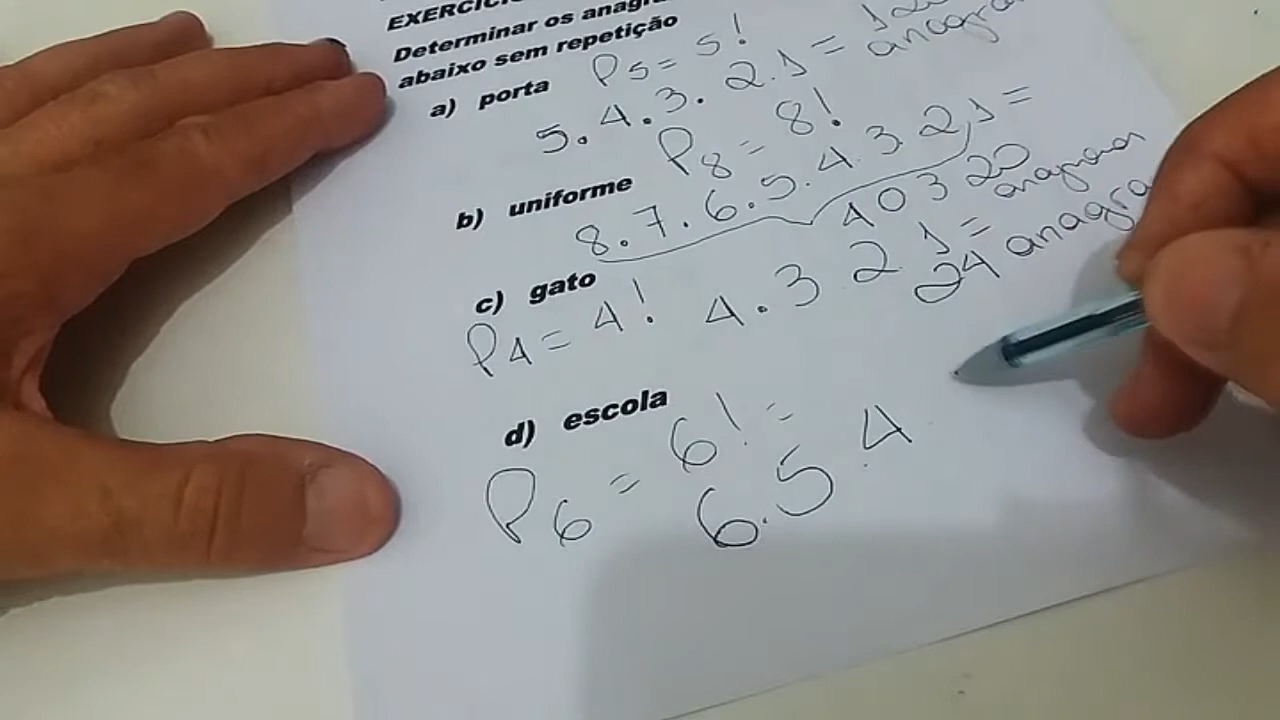 EXERCÍCI
Determinar os anagra
abaixo sem repetição
a) porta P5 = 5!
5.4.3.2.1 = 120
anagra
b) uniforme P8 = 8!
8.7.6.5.4.3 2,1 =
40320
anagramas
c) gato
P4 = 4! 4.3 2 1 =
24 anagra
d) escola
P6 = 6! =
6.5.4